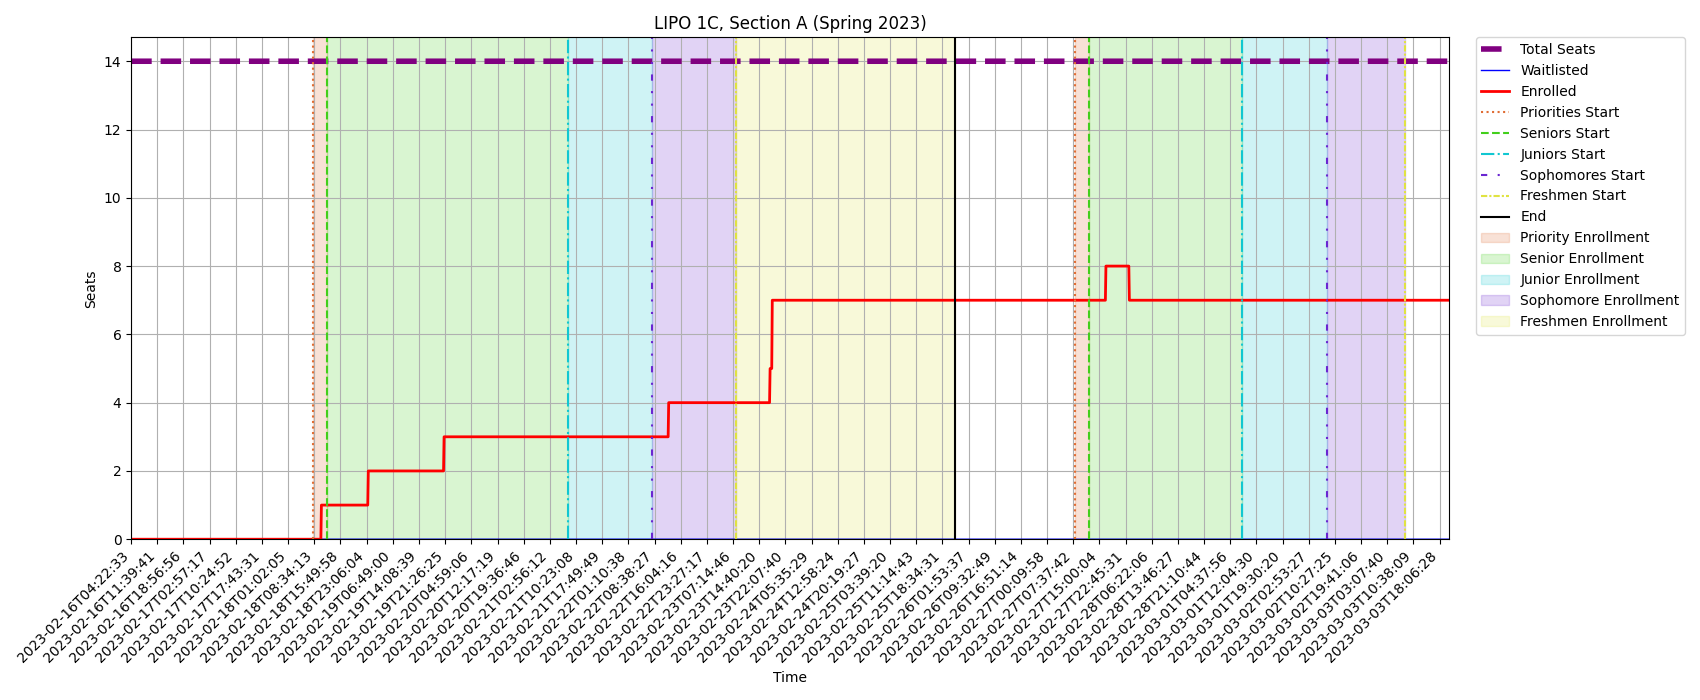 LIPO 1C, Section A (Spring 2023)
Seats
14
12
10
8
6
4
2
0
2023-02-16T04:22:33
2023-02-16T11:39:41
2023-02-16T18:56:56
2023-02-17T02:57:17
2023-02-17T10:24:52
2023-02-17T17:43:31
2023-02-18T01:02:05
2023-02-18T08:34:13
2023-02-18T15:49:58
2023-02-18T23:06:04
2023-02-19T06:49:00
2023-02-19T14:08:39
2023-02-19T21:26:25
2023-02-20T04:59:06
2023-02-20T12:17:19
2023-02-20T19:36:46
2023-02-21T02:56:12
2023-02-21T10:23:08
2023-02-21T17:49:49
2023-02-22T01:10:38
2023-02-22T08:38:27
2023-02-22T16:04:16
2023-02-22T23:27:17
2023-02-23T07:14:46
2023-02-23T14:40:20
2023-02-23T22:07:40
2023-02-24T05:35:29
2023-02-24T12:58:24
2023-02-24T20:19:27
2023-02-25T03:39:20
2023-02-25T11:14:43
2023-02-25T18:34:31
2023-02-26T01:53:37
2023-02-26T09:32:49
2023-02-26T16:51:14
2023-02-27T00:09:58
2023-02-27T07:37:42
2023-02-27T15:00:04
2023-02-27T22:45:31
2023-02-28T06:22:06
2023-02-28T13:46:27
2023-02-28T21:10:44
2023-03-01T04:37:56
2023-03-01T12:04:30
2023-03-01T19:30:20
2023-03-02T02:53:27
2023-03-02T10:27:25
2023-03-02T19:41:06
2023-03-03T03:07:40
2023-03-03T10:38:09
2023-03-03T18:06:28
Time
Total Seats
Waitlisted
Enrolled
Priorities Start
Seniors Start
Juniors Start
Sophomores Start
Freshmen Start
End
Priority Enrollment
Senior Enrollment
Junior Enrollment
Sophomore Enrollment
Freshmen Enrollment